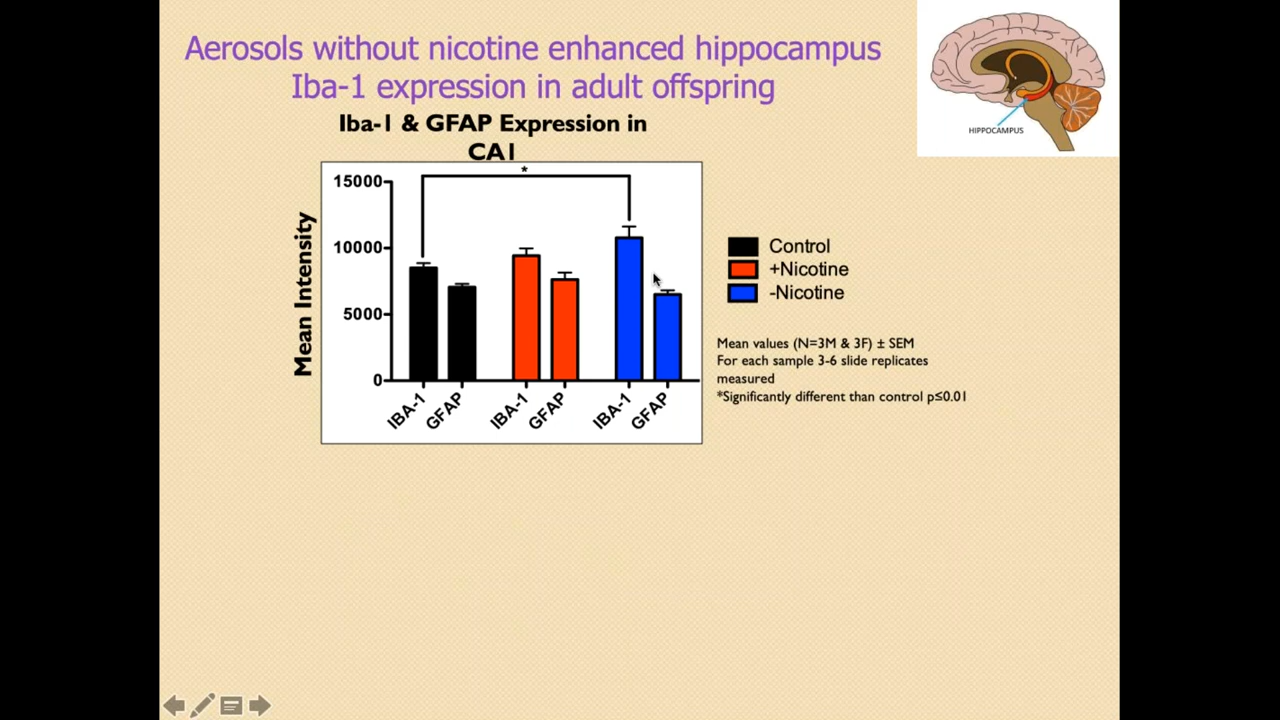 Aerosols without nicotine enhanced hippocampus
Iba-1 expression in adult offspring
HIPPOCAMPUS
Iba-1 & GFAP Expression in
CA1
*
15000
10000
5000
0
Mean Intensity
IBA-1
GFAP
IBA-1
GFAP
IBA-1
GFAP
Control
+Nicotine
-Nicotine
Mean values (N=3M & 3F) ± SEM
For each sample 3-6 slide replicates
measured
*Significantly different than control p≤0.01